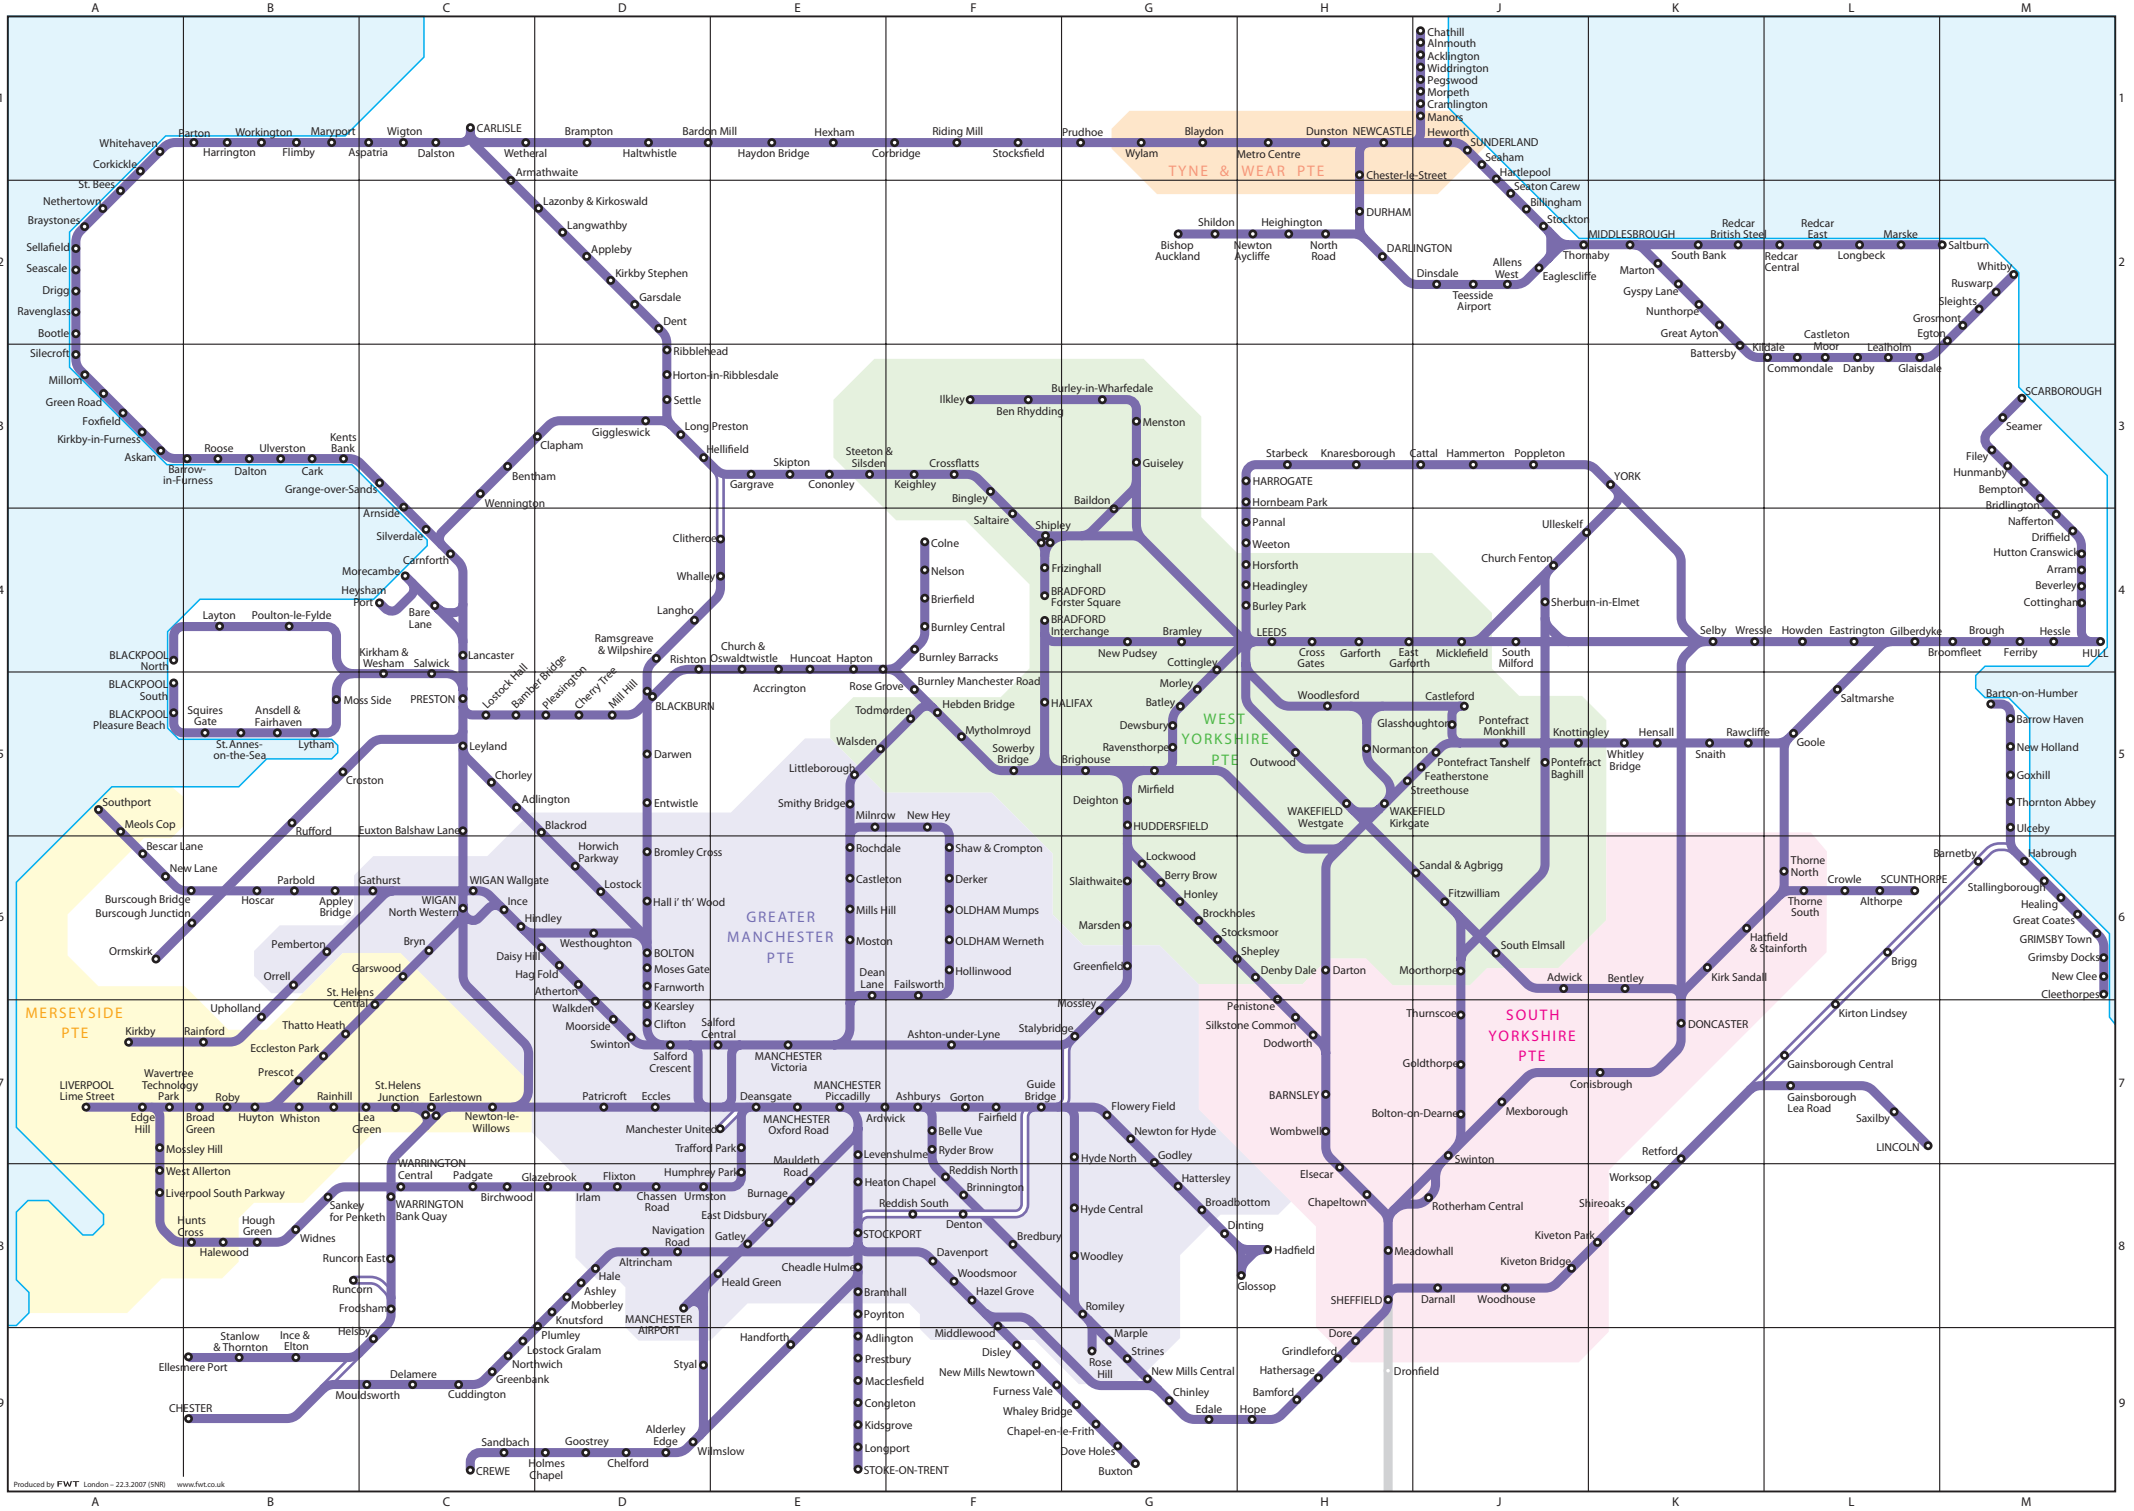 A B C D E F G H J K L M
1
2
3
4
5
6
7
8
9
Chathill
Alnmouth
Acklington
Widdrington
Pegswood
Morpeth
Cramlington
Manors
Heworth
SUNDERLAND
Seaham
Hartlepool
Seaton Carew
Billingham
Stockton
Whitehaven
Parton
Harrington
Workington
Flimby
Maryport
Aspatria
Wigton
Dalston
CARLISLE
Wetheral
Brampton
Haltwhistle
Bardon Mill
Haydon Bridge
Hexham
Corbridge
Riding Mill
Stocksfield
Prudhoe
Wylam
Blaydon
Metro Centre
Dunston
NEWCASTLE
TYNE & WEAR PTE
Chester-le-Street
DURHAM
Corkickle
St. Bees
Nethertown
Braystones
Sellafield
Seascale
Drigg
Ravenglass
Bootle
Silecroft
Millom
Green Road
Foxfield
Kirkby-in-Furness
Askam
Armathwaite
Lazonby & Kirkoswald
Langwathby
Appleby
Kirkby Stephen
Garsdale
Dent
Ribblehead
Horton-in-Ribblesdale
Settle
Bishop
Auckland
Shildon
Newton
Aycliffe
Heighington
North
Road
DARLINGTON
Dinsdale
Teesside
Airport
Allens
West
Eaglescliffe
Thornaby
MIDDLESBROUGH
South Bank
Redcar
British Steel
Redcar
Central
Redcar
East
Longbeck
Marske
Saltburn
Marton
Gyspy Lane
Nunthorpe
Great Ayton
Battersby
Kildale
Commondale
Castleton
Moor
Danby
Lealholm
Glaisdale
Egton
Grosmont
Sleights
Ruswarp
Whitby
SCARBOROUGH
Seamer
Filey
Hunmanby
Bempton
Bridlington
Nafferton
Driffield
Hutton Cranswick
Arram
Beverley
Cottingham
Barrow-
in-Furness
Roose
Dalton
Ulverston
Cark
Kents
Bank
Grange-over-Sands
Arnside
Silverdale
Carnforth
Wennington
Bentham
Clapham
Giggleswick
Long Preston
Hellifield
Gargrave
Skipton
Cononley
Steeton &
Silsden
Keighley
Crossflatts
Bingley
Saltaire
Shipley
Ilkley
Ben Rhydding
Burley-in-Wharfedale
Menston
Guiseley
Baildon
Frizinghall
BRADFORD
Forster Square
BRADFORD
Interchange
New Pudsey
Bramley
Starbeck
Knaresborough
Cattal
Hammerton
Poppleton
YORK
HARROGATE
Hornbeam Park
Pannal
Weeton
Horsforth
Headingley
Burley Park
Ulleskelf
Church Fenton
Sherburn-in-Elmet
LEEDS
Cross
Gates
Garforth
East
Garforth
Micklefield
South
Milford
Selby
Wressle
Howden
Eastrington
Gilberdyke
Broomfleet
Brough
Ferriby
Hessle
HULL
Morecambe
Heysham
Port
Bare
Lane
Lancaster
Layton
Poulton-le-Fylde
BLACKPOOL
North
BLACKPOOL
South
BLACKPOOL
Pleasure Beach
Squires
Gate
St. Annes-
on-the-Sea
Ansdell &
Fairhaven
Lytham
Moss Side
Kirkham &
Wesham
Salwick
PRESTON
Lostock Hall
Bamber Bridge
Pleasington
Cherry Tree
Mill Hill
BLACKBURN
Clitheroe
Whalley
Langho
Ramsgreave
& Wilpshire
Rishton
Church &
Oswaldtwistle
Accrington
Huncoat
Hapton
Rose Grove
Colne
Nelson
Brierfield
Burnley Central
Burnley Barracks
Burnley Manchester Road
Hebden Bridge
Todmorden
Mytholmroyd
Walsden
Sowerby
Bridge
HALIFAX
Brighouse
Cottingley
Morley
Batley
Dewsbury
Ravensthorpe
Mirfield
WEST
YORKSHIRE
PTE
Woodlesford
Castleford
Glasshoughton
Outwood
Normanton
Pontefract
Monkhill
Pontefract Tanshelf
Featherstone
Streethouse
Knottingley
Pontefract
Baghill
Whitley
Bridge
Hensall
Snaith
Rawcliffe
Goole
Saltmarshe
WAKEFIELD
Westgate
WAKEFIELD
Kirkgate
Barton-on-Humber
Barrow Haven
New Holland
Goxhill
Thornton Abbey
Ulceby
Habrough
Barnetby
Stallingborough
Healing
Great Coates
GRIMSBY Town
Grimsby Docks
New Clee
Cleethorpes
Leyland
Croston
Rufford
Chorley
Adlington
Blackrod
Euxton Balshaw Lane
Darwen
Entwistle
Bromley Cross
Hall i' th' Wood
BOLTON
Moses Gate
Farnworth
Kearsley
Clifton
Littleborough
Smithy Bridge
Milnrow
New Hey
Rochdale
Castleton
Mills Hill
Moston
Dean
Lane
Failsworth
Shaw & Crompton
Derker
OLDHAM Mumps
OLDHAM Werneth
Hollinwood
Deighton
HUDDERSFIELD
Lockwood
Berry Brow
Honley
Brockholes
Stocksmoor
Shepley
Denby Dale
Penistone
Silkstone Common
Dodworth
Slaithwaite
Marsden
Greenfield
Mossley
Stalybridge
Southport
Meols Cop
Bescar Lane
New Lane
Burscough Bridge
Burscough Junction
Ormskirk
Hoscar
Parbold
Appley
Bridge
Gathurst
WIGAN Wallgate
WIGAN
North Western
Ince
Hindley
Westhoughton
Horwich
Parkway
Lostock
Daisy Hill
Hag Fold
Atherton
Walkden
Moorside
Swinton
Pemberton
Orrell
Upholland
Rainford
Kirkby
Bryn
Garswood
St. Helens
Central
Thatto Heath
Eccleston Park
Prescot
MERSEYSIDE
PTE
GREATER
MANCHESTER
PTE
SOUTH
YORKSHIRE
PTE
Salford
Crescent
Salford
Central
MANCHESTER
Victoria
Ashton-under-Lyne
Sandal & Agbrigg
Fitzwilliam
South Elmsall
Moorthorpe
Adwick
Bentley
Darton
Thurnscoe
Goldthorpe
Bolton-on-Dearne
BARNSLEY
Wombwell
Elsecar
Chapeltown
Thorne
North
Thorne
South
Crowle
Althorpe
SCUNTHORPE
Hatfield
& Stainforth
Kirk Sandall
DONCASTER
Conisbrough
Mexborough
Swinton
Rotherham Central
Meadowhall
SHEFFIELD
Brigg
Kirton Lindsey
Gainsborough Central
Gainsborough
Lea Road
Saxilby
LINCOLN
Retford
Worksop
Shireoaks
Kiveton Park
Kiveton Bridge
Woodhouse
Darnall
LIVERPOOL
Lime Street
Edge
Hill
Wavertree
Technology
Park
Broad
Green
Roby
Huyton
Whiston
Rainhill
Lea
Green
St. Helens
Junction
Earlestown
Newton-le-
Willows
Patricroft
Eccles
Manchester United
Deansgate
MANCHESTER
Oxford Road
MANCHESTER
Piccadilly
Ardwick
Ashburys
Gorton
Fairfield
Guide
Bridge
Flowery Field
Newton for Hyde
Godley
Hattersley
Broadbottom
Dinting
Hadfield
Glossop
Mossley Hill
West Allerton
Liverpool South Parkway
Hunts
Cross
Halewood
Hough
Green
Widnes
Sankey
for Penketh
WARRINGTON
Central
WARRINGTON
Bank Quay
Padgate
Birchwood
Glazebrook
Irlam
Flixton
Chassen
Road
Urmston
Humphrey Park
Trafford Park
Levenshulme
Heaton Chapel
STOCKPORT
Mauldeth
Road
Burnage
East Didsbury
Gatley
Heald Green
MANCHESTER
AIRPORT
Belle Vue
Ryder Brow
Reddish North
Brinnington
Reddish South
Denton
Bredbury
Hyde North
Hyde Central
Woodley
Romiley
Rose
Hill
Marple
Strines
New Mills Central
Chinley
Edale
Hope
Bamford
Hathersage
Grindleford
Dore
Dronfield
Runcorn East
Runcorn
Frodsham
Helsby
Ince &
Elton
Stanlow
& Thornton
Ellesmere Port
CHESTER
Mouldsworth
Delamere
Cuddington
Greenbank
Northwich
Lostock Gralam
Plumley
Knutsford
Mobberley
Ashley
Hale
Altrincham
Navigation
Road
Cheadle Hulme
Bramhall
Poynton
Adlington
Prestbury
Macclesfield
Congleton
Kidsgrove
Longport
STOKE-ON-TRENT
Handforth
Styal
Wilmslow
Alderley
Edge
Chelford
Goostrey
Holmes
Chapel
Sandbach
CREWE
Davenport
Woodsmoor
Hazel Grove
Middlewood
Disley
New Mills Newtown
Furness Vale
Whaley Bridge
Chapel-en-le-Frith
Dove Holes
Buxton
Produced by FWT London – 22.3.2007 (SNR) www.fwt.co.uk
A B C D E F G H J K L M
1
2
3
4
5
6
7
8
9